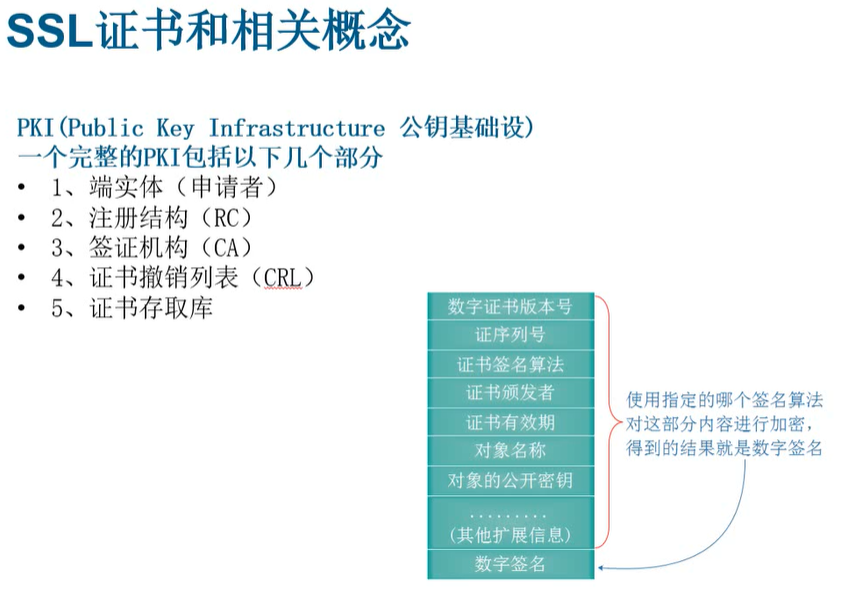 SSL证书和相关概念
PKI(Public Key Infrastructure 公钥基础设)
一个完整的PKI包括以下几个部分
• 1、端实体（申请者）
• 2、注册结构（RC）
• 3、签证机构（CA）
• 4、证书撤销列表（CRL）
• 5、证书存取库
数字证书版本号
证序列号
证书签名算法
证书颁发者
证书有效期
对象名称
对象的公开密钥
.........
(其他扩展信息)
数字签名
使用指定的哪个签名算法
对这部分内容进行加密，
得到的结果就是数字签名